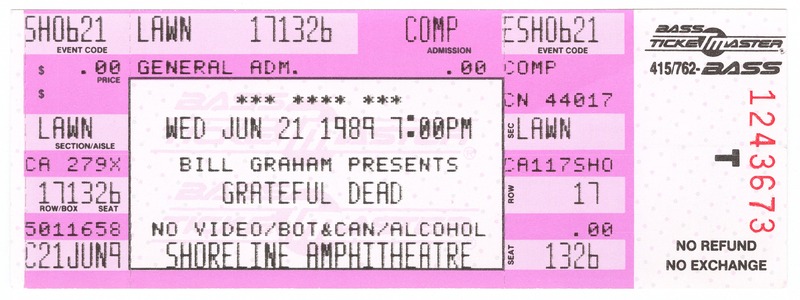 SH0621 LAWN 171326 COMP ESH0621
EVENT CODE ADMISSION EVENT CODE
$ .00 GENERAL ADM. .00 COMP
PRICE
$ *** **** *** CN 44017
LAWN WED JUN 21 1989 7:00PM SEC LAWN
SECTION/AISLE
CA 279X BILL GRAHAM PRESENTS CA117SHO
171326 GRATEFUL DEAD ROW 17
ROW/BOX SEAT
5011658 NO VIDEO/BOT&CAN/ALCOHOL .00
C21JUN9 SHORELINE AMPHITHEATRE SEAT 1326
BASS
TICKETMASTER
415/762-BASS
1243673
T
NO REFUND
NO EXCHANGE